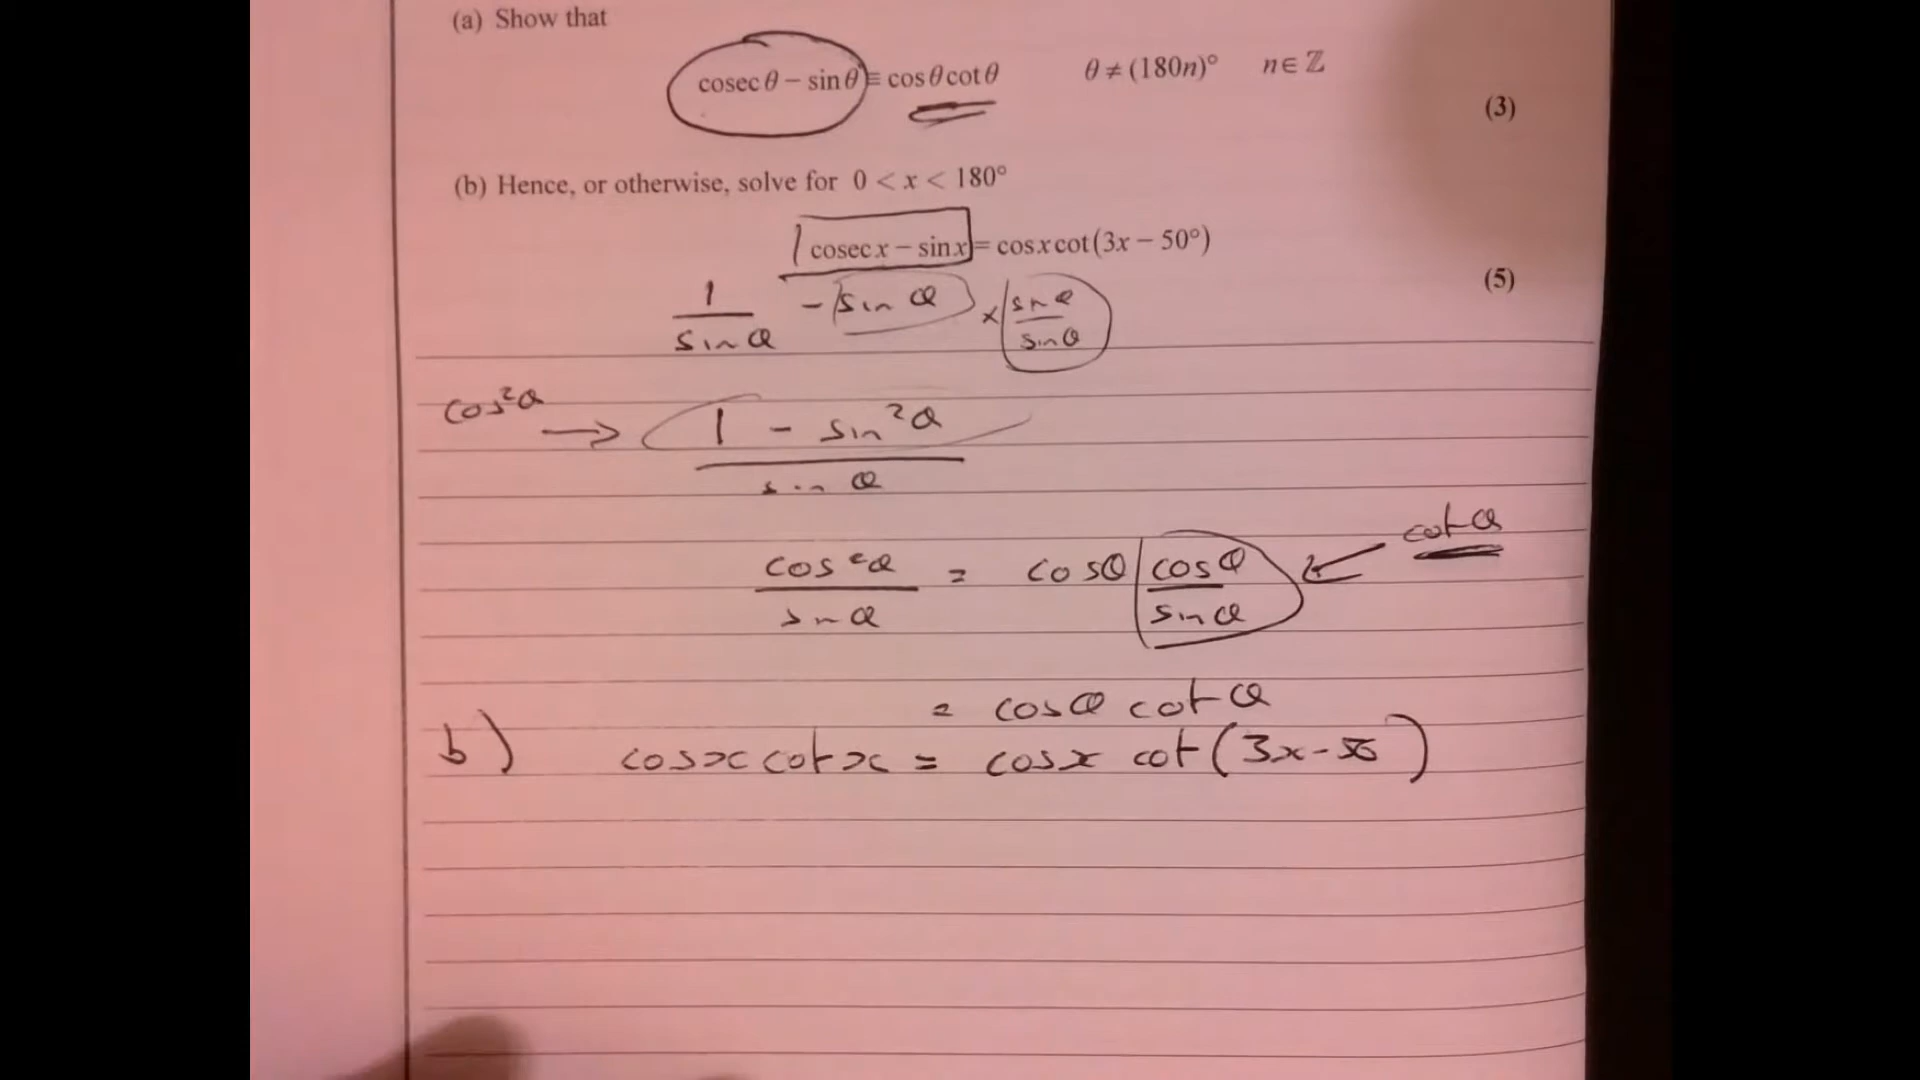 (a) Show that
cosec θ − sin θ ≡ cos θ cot θ θ ≠ (180n)° n ∈ ℤ
(3)
(b) Hence, or otherwise, solve for 0 < x < 180°
cosec x − sin x = cos x cot (3x − 50°)
(5)
1/sin θ − sin θ × sin θ/sin θ
cos²θ → (1 − sin²θ)/sin θ
cos²θ/sin θ = cos θ cos θ/sin θ ← cot θ
= cos θ cot θ
b) cos x cot x = cos x cot (3x − 50)